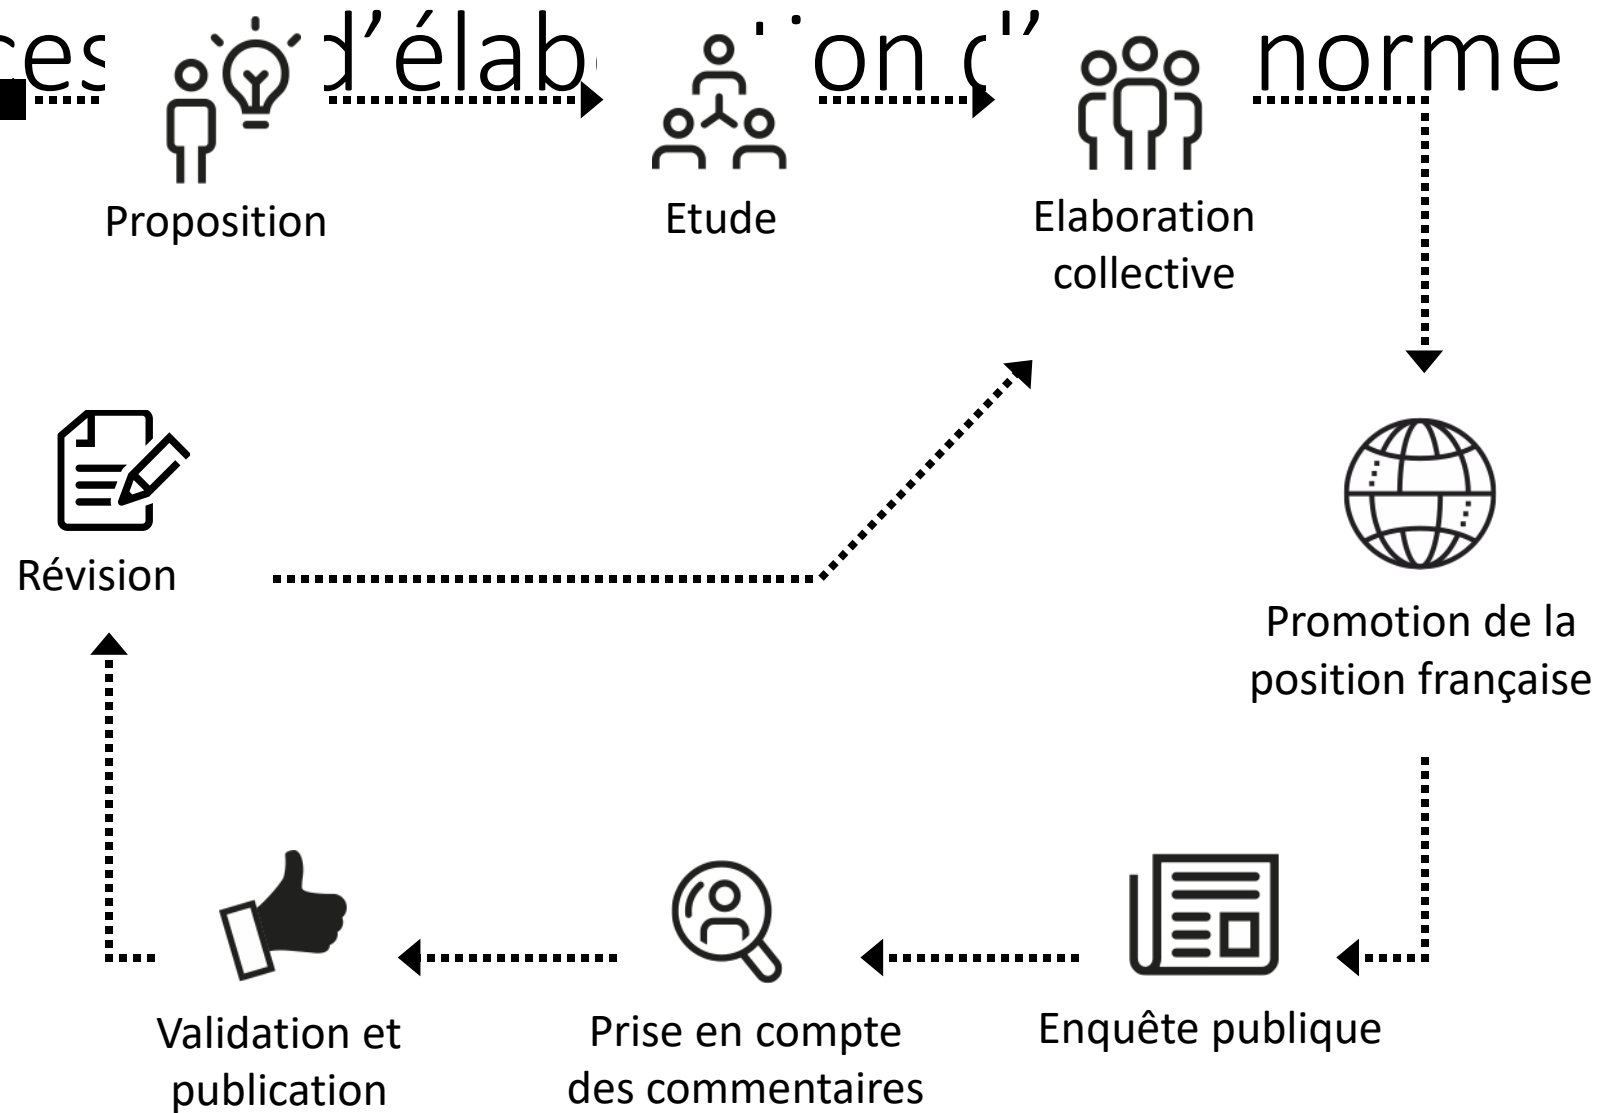 norme
Proposition
Etude
Elaboration
collective
Révision
Promotion de la
position française
Enquête publique
Prise en compte
des commentaires
Validation et
publication